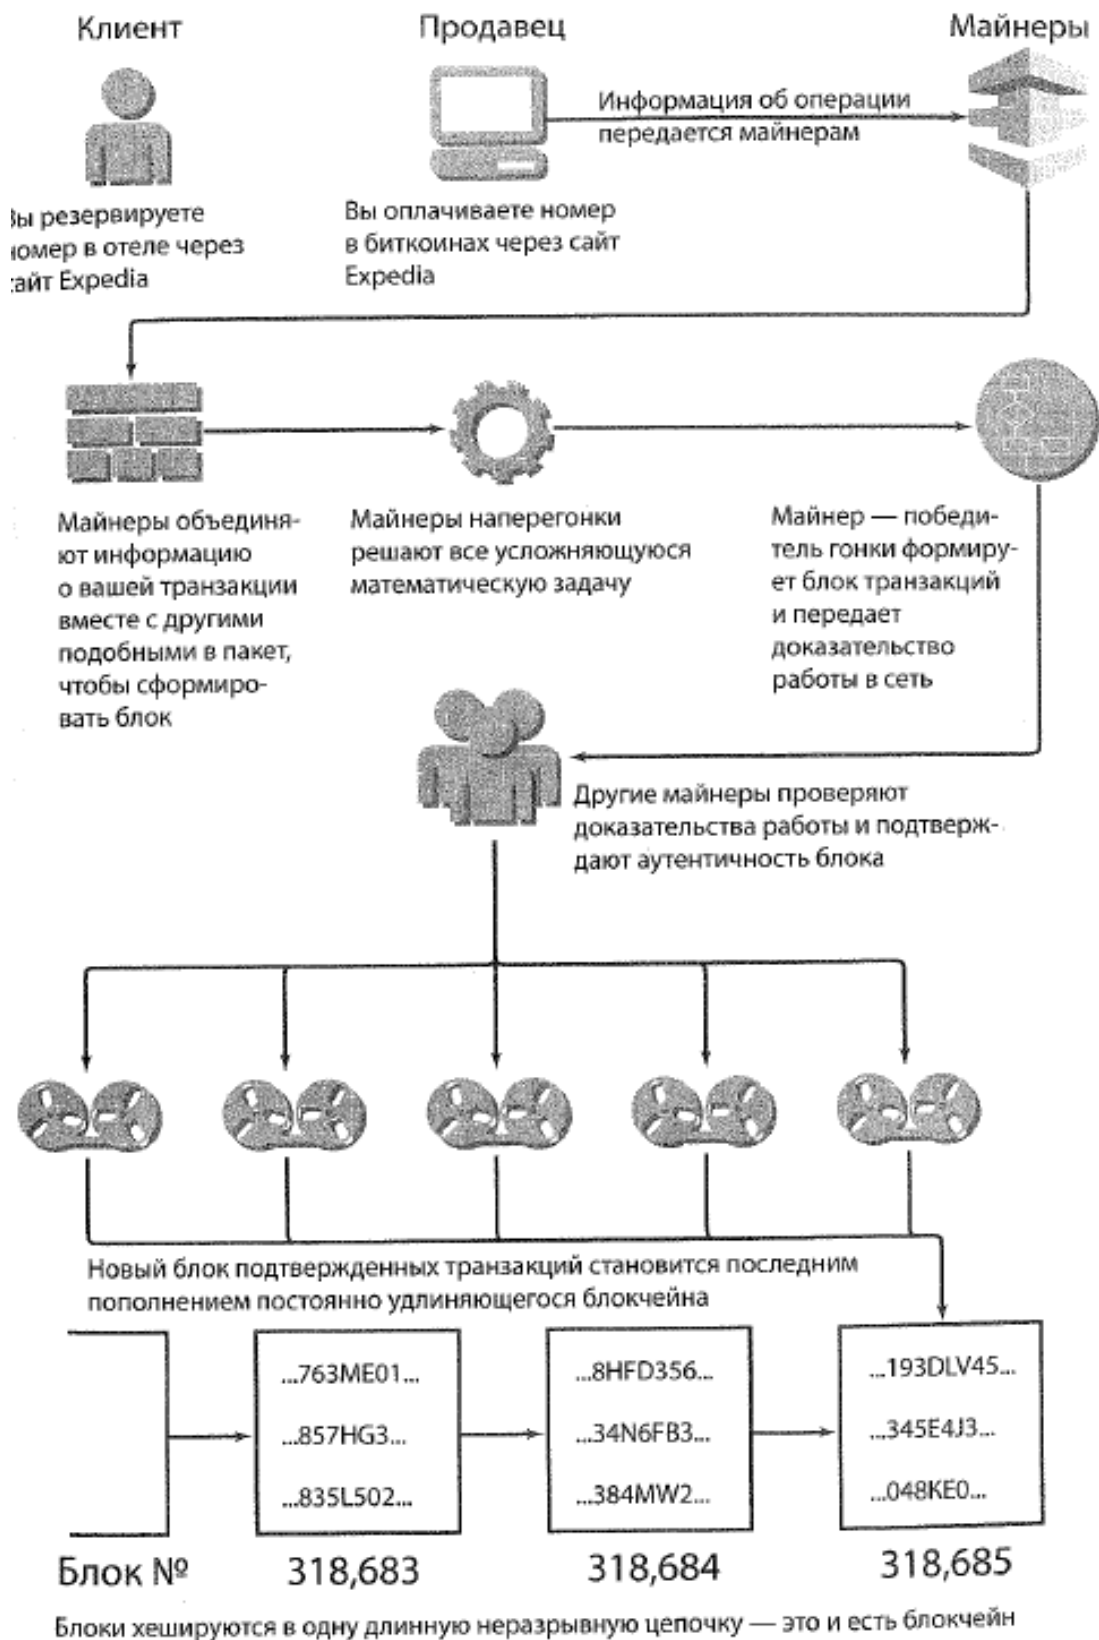 Клиент
Продавец
Майнеры
Информация об операции
передается майнерам
Вы резервируете
номер в отеле через
сайт Expedia
Вы оплачиваете номер
в биткоинах через сайт
Expedia
Майнеры объединя-
ют информацию
о вашей транзакции
вместе с другими
подобными в пакет,
чтобы сформиро-
вать блок
Майнеры наперегонки
решают все усложняющуюся
математическую задачу
Майнер — победи-
тель гонки формиру-
ет блок транзакций
и передает
доказательство
работы в сеть
Другие майнеры проверяют
доказательства работы и подтверж-
дают аутентичность блока
Новый блок подтвержденных транзакций становится последним
пополнением постоянно удлиняющегося блокчейна
...763ME01...
...857HG3...
...835L502...
...8HFD356...
...34N6FB3...
...384MW2...
...193DLV45...
...345E4J3...
...048KE0...
Блок №
318,683
318,684
318,685
Блоки хешируются в одну длинную неразрывную цепочку — это и есть блокчейн